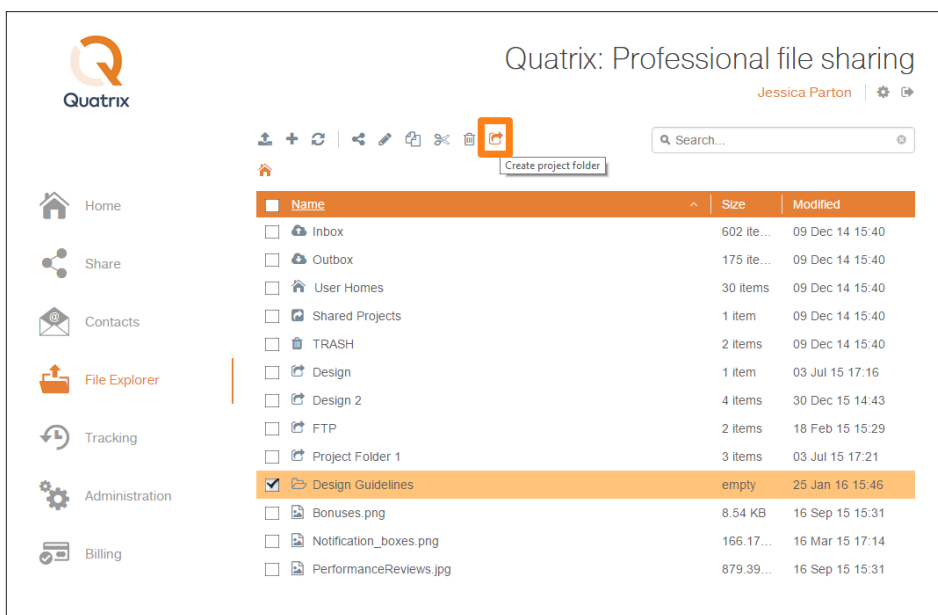 Quatrix
Quatrix: Professional file sharing
Jessica Parton
Search...
Create project folder
Home
Share
Contacts
File Explorer
Tracking
Administration
Billing
Name Size Modified
Inbox 602 ite... 09 Dec 14 15:40
Outbox 175 ite... 09 Dec 14 15:40
User Homes 30 items 09 Dec 14 15:40
Shared Projects 1 item 09 Dec 14 15:40
TRASH 2 items 09 Dec 14 15:40
Design 1 item 03 Jul 15 17:16
Design 2 4 items 30 Dec 15 14:43
FTP 2 items 18 Feb 15 15:29
Project Folder 1 3 items 03 Jul 15 17:21
Design Guidelines empty 25 Jan 16 15:46
Bonuses.png 8.54 KB 16 Sep 15 15:31
Notification_boxes.png 166.17... 16 Mar 15 17:14
PerformanceReviews.jpg 879.39... 16 Sep 15 15:31